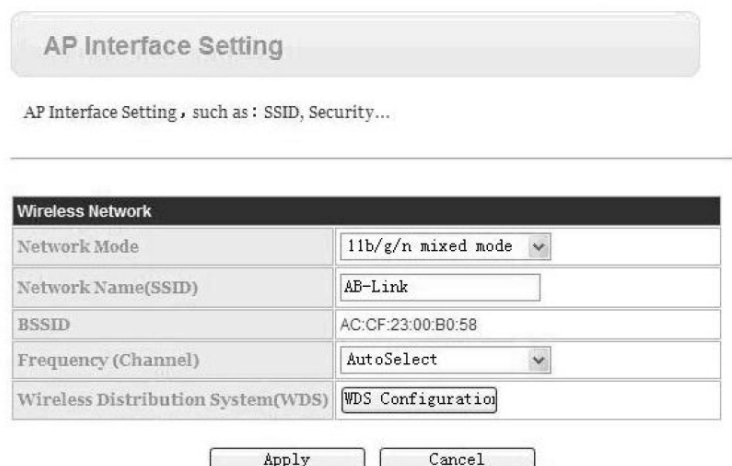 AP Interface Setting
AP Interface Setting，such as：SSID, Security...
Wireless Network
Network Mode 11b/g/n mixed mode
Network Name(SSID) AB-Link
BSSID AC:CF:23:00:B0:58
Frequency (Channel) AutoSelect
Wireless Distribution System(WDS) WDS Configuration
Apply Cancel